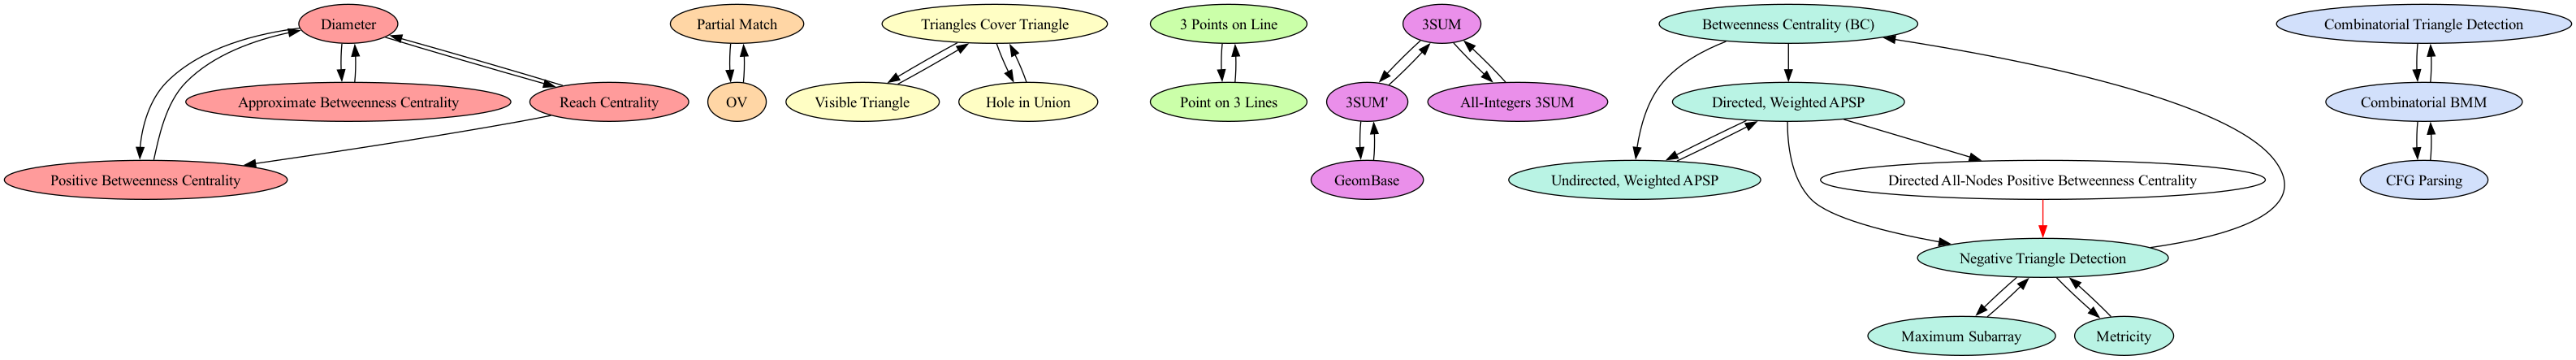 Diameter
Partial Match
Triangles Cover Triangle
3 Points on Line
3SUM
Betweenness Centrality (BC)
Combinatorial Triangle Detection
Approximate Betweenness Centrality
Reach Centrality
OV
Visible Triangle
Hole in Union
Point on 3 Lines
3SUM'
All-Integers 3SUM
Directed, Weighted APSP
Combinatorial BMM
Positive Betweenness Centrality
GeomBase
Undirected, Weighted APSP
Directed All-Nodes Positive Betweenness Centrality
CFG Parsing
Negative Triangle Detection
Maximum Subarray
Metricity